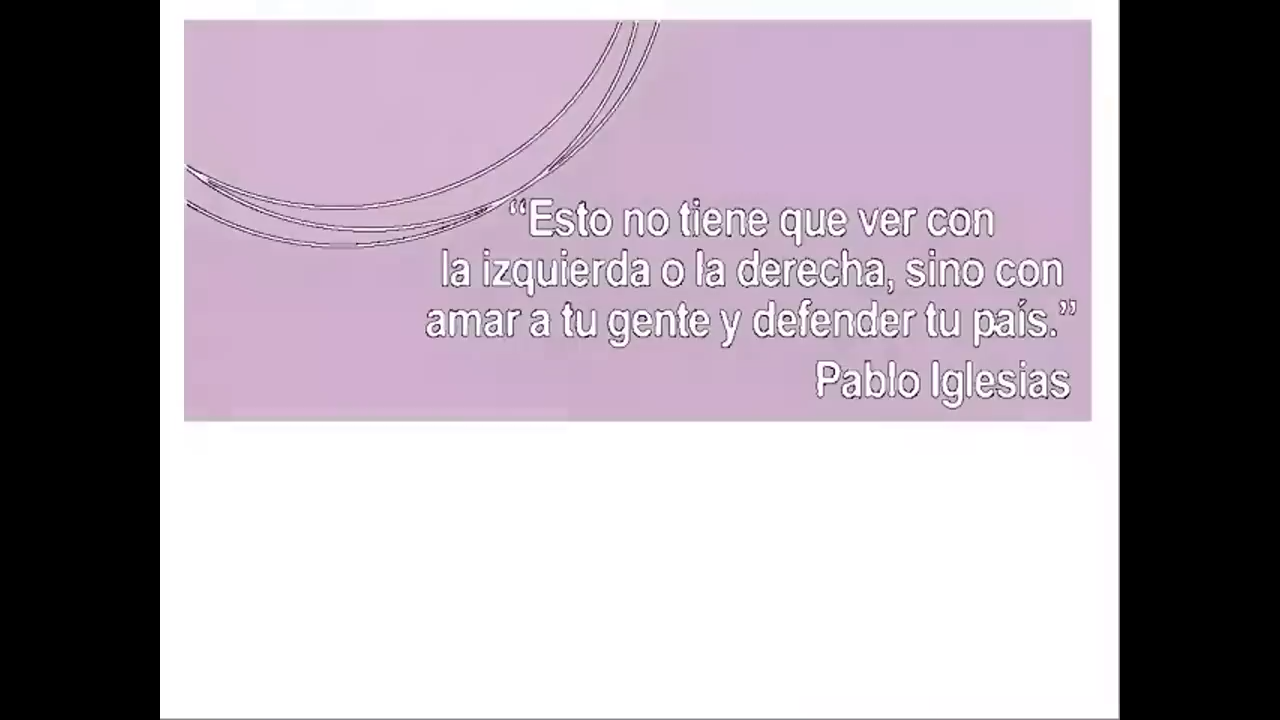 “Esto no tiene que ver con
la izquierda o la derecha, sino con
amar a tu gente y defender tu país.”
Pablo Iglesias